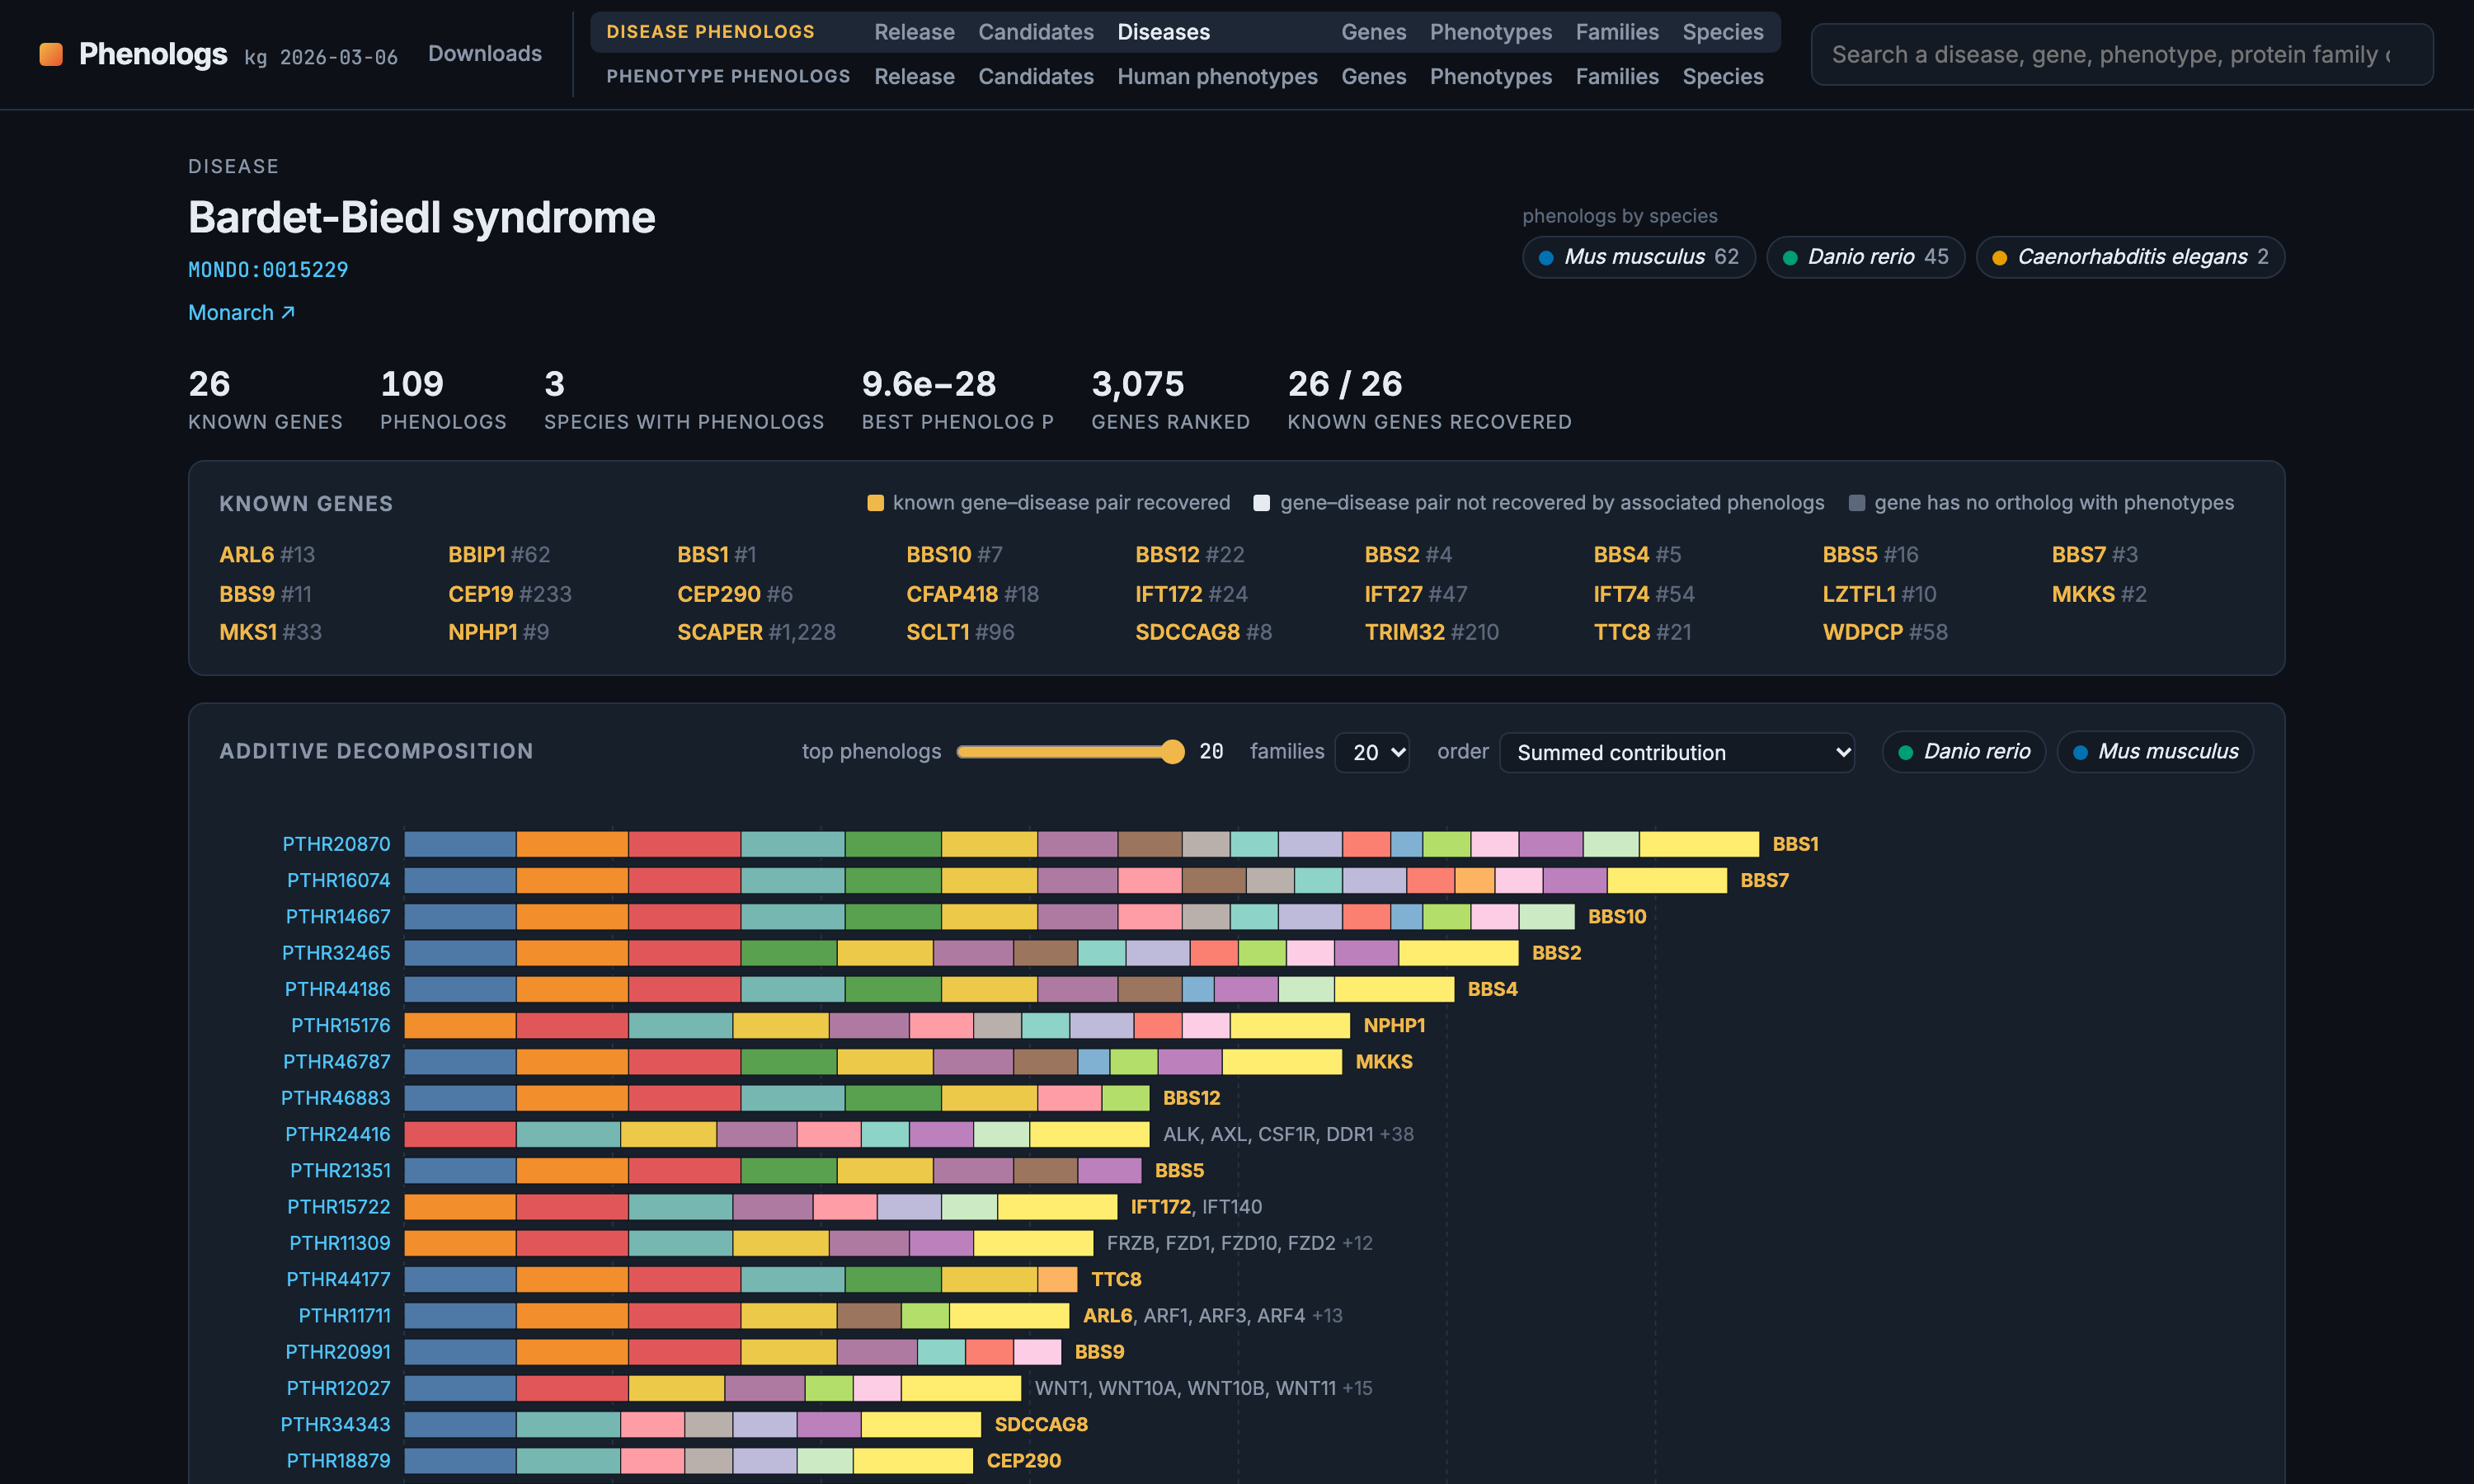 Phenologs kg 2026-03-06 Downloads
DISEASE PHENOLOGS Release Candidates Diseases Genes Phenotypes Families Species
PHENOTYPE PHENOLOGS Release Candidates Human phenotypes Genes Phenotypes Families Species
Search a disease, gene, phenotype, protein family
DISEASE
Bardet-Biedl syndrome
MONDO:0015229
Monarch ↗
phenologs by species
Mus musculus 62 Danio rerio 45 Caenorhabditis elegans 2
26 109 3 9.6e−28 3,075 26 / 26
KNOWN GENES PHENOLOGS SPECIES WITH PHENOLOGS BEST PHENOLOG P GENES RANKED KNOWN GENES RECOVERED
KNOWN GENES known gene–disease pair recovered gene–disease pair not recovered by associated phenologs gene has no ortholog with phenotypes
ARL6 #13 BBIP1 #62 BBS1 #1 BBS10 #7 BBS12 #22 BBS2 #4 BBS4 #5 BBS5 #16 BBS7 #3
BBS9 #11 CEP19 #233 CEP290 #6 CFAP418 #18 IFT172 #24 IFT27 #47 IFT74 #54 LZTFL1 #10 MKKS #2
MKS1 #33 NPHP1 #9 SCAPER #1,228 SCLT1 #96 SDCCAG8 #8 TRIM32 #210 TTC8 #21 WDPCP #58
ADDITIVE DECOMPOSITION top phenologs 20 families 20 order Summed contribution Danio rerio Mus musculus
PTHR20870 BBS1
PTHR16074 BBS7
PTHR14667 BBS10
PTHR32465 BBS2
PTHR44186 BBS4
PTHR15176 NPHP1
PTHR46787 MKKS
PTHR46883 BBS12
PTHR24416 ALK, AXL, CSF1R, DDR1 +38
PTHR21351 BBS5
PTHR15722 IFT172, IFT140
PTHR11309 FRZB, FZD1, FZD10, FZD2 +12
PTHR44177 TTC8
PTHR11711 ARL6, ARF1, ARF3, ARF4 +13
PTHR20991 BBS9
PTHR12027 WNT1, WNT10A, WNT10B, WNT11 +15
PTHR34343 SDCCAG8
PTHR18879 CEP290